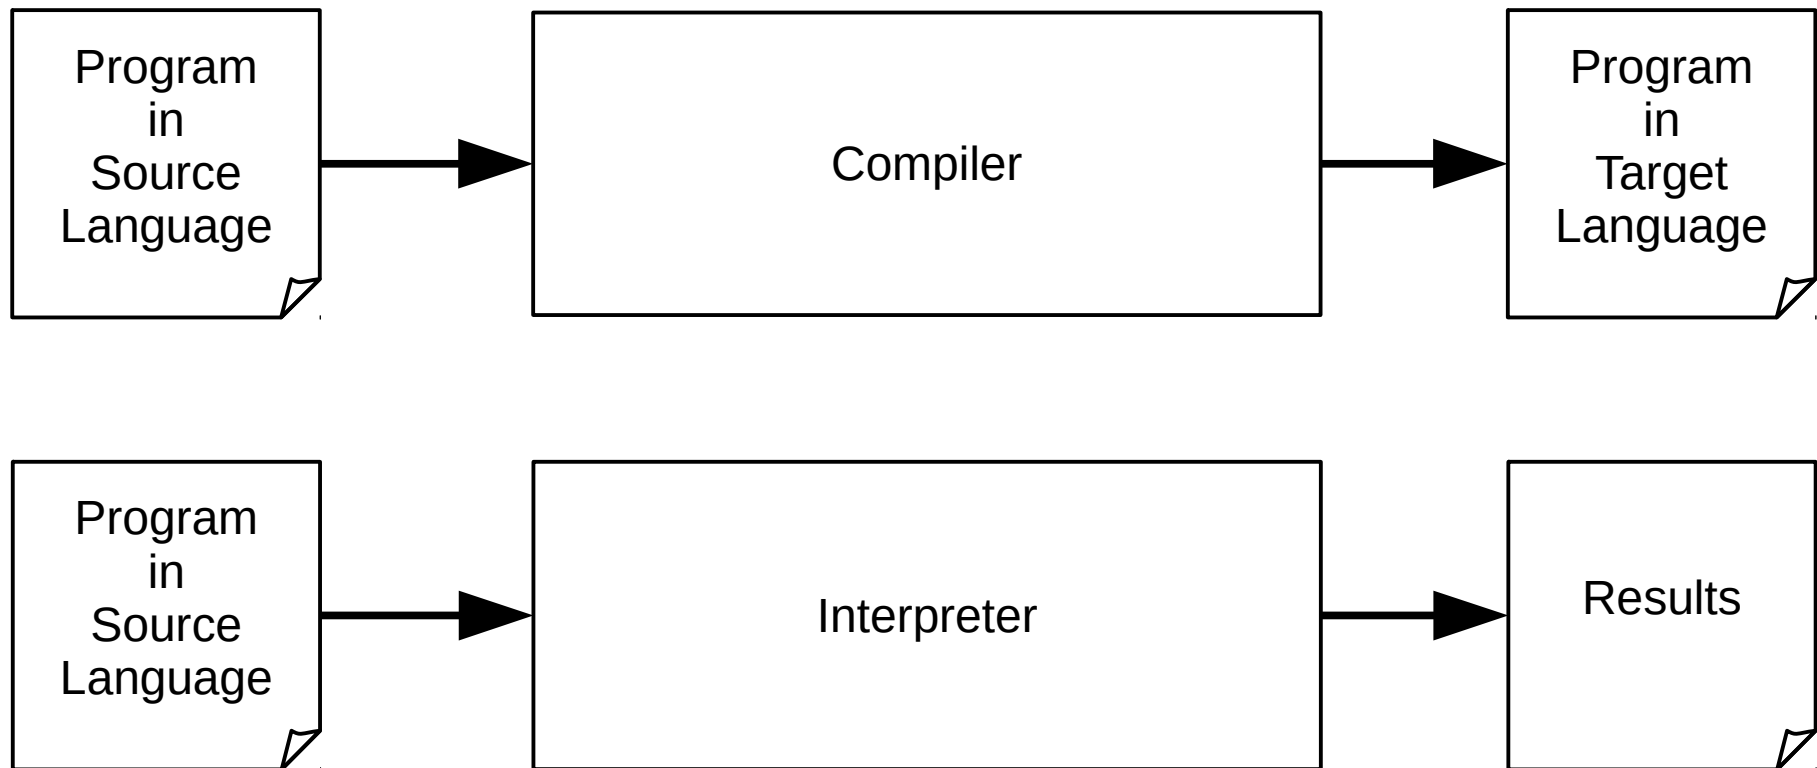 Program
in
Source
Language
Compiler
Program
in
Target
Language
Program
in
Source
Language
Interpreter
Results